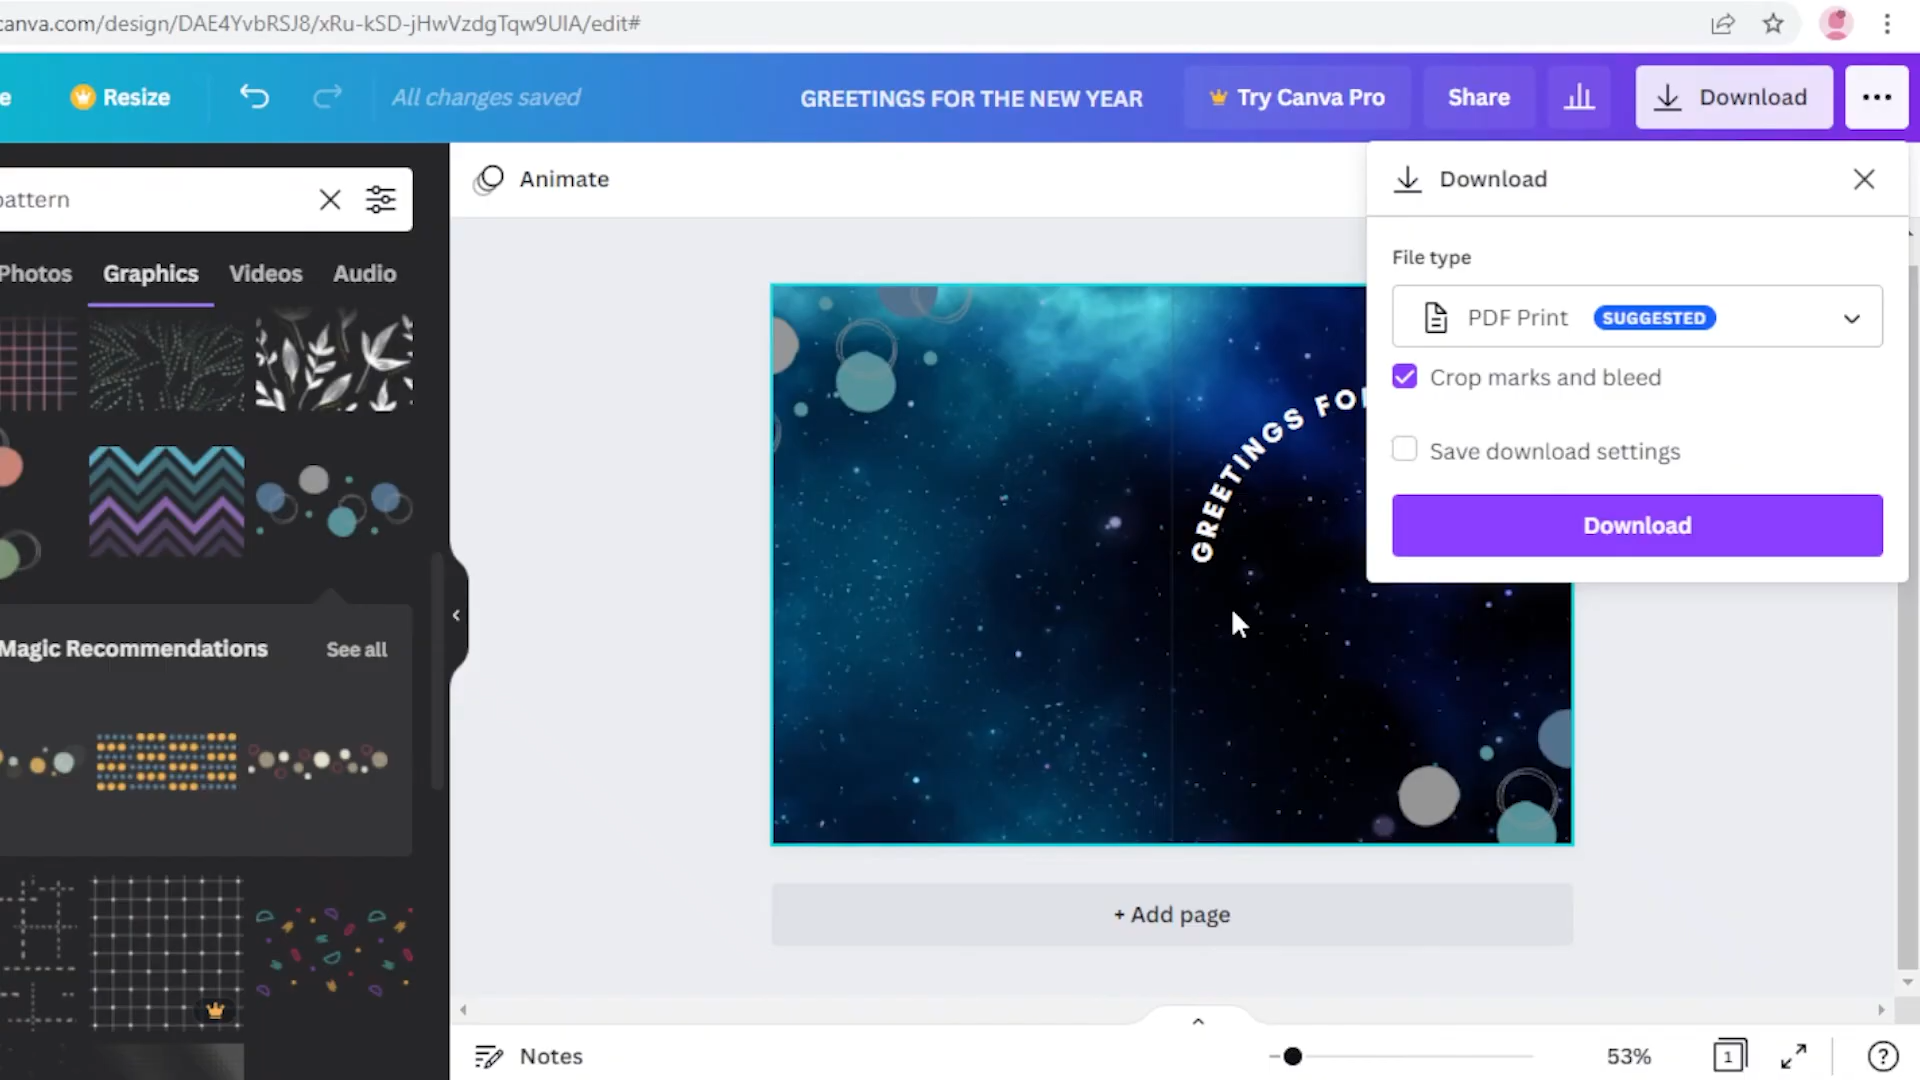 canva.com/design/DAE4YvbRSJ8/xRu-kSD-jHwVzdgTqw9UIA/edit#
Resize
All changes saved
GREETINGS FOR THE NEW YEAR
Try Canva Pro
Share
Download
Download
File type
PDF Print
SUGGESTED
Crop marks and bleed
Save download settings
Download
Animate
pattern
Photos
Graphics
Videos
Audio
Magic Recommendations
See all
GREETINGS FO
+ Add page
Notes
53%
1
?